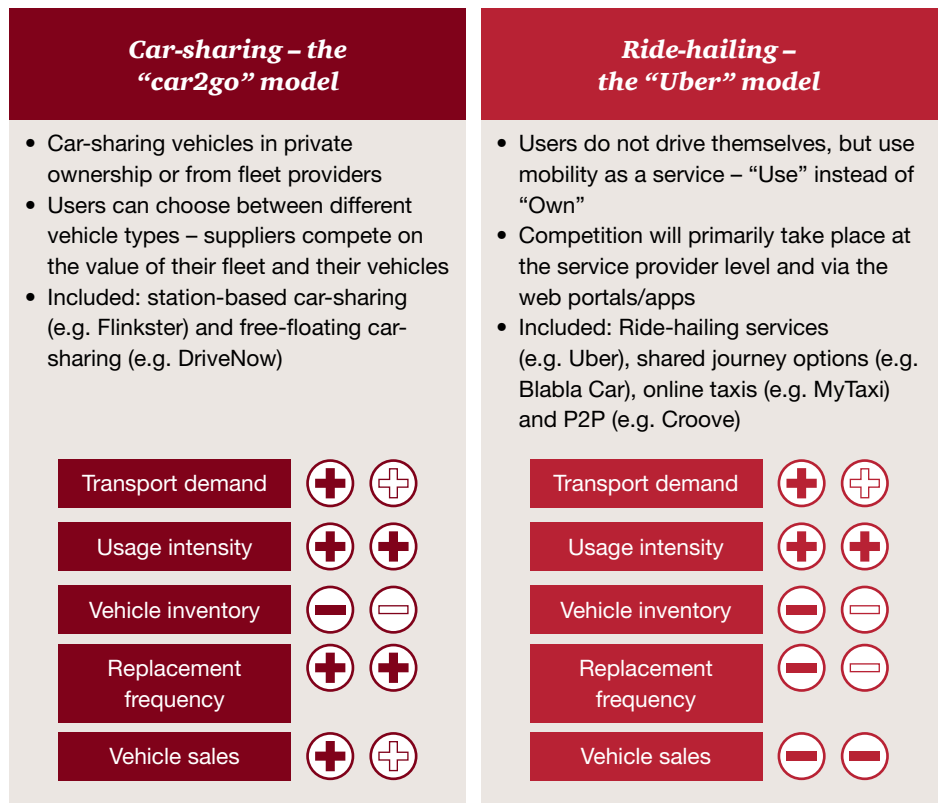 Car-sharing – the
“car2go” model
• Car-sharing vehicles in private
ownership or from fleet providers
• Users can choose between different
vehicle types – suppliers compete on
the value of their fleet and their vehicles
• Included: station-based car-sharing
(e.g. Flinkster) and free-floating car-
sharing (e.g. DriveNow)
Transport demand
Usage intensity
Vehicle inventory
Replacement
frequency
Vehicle sales
Ride-hailing –
the “Uber” model
• Users do not drive themselves, but use
mobility as a service – “Use” instead of
“Own”
• Competition will primarily take place at
the service provider level and via the
web portals/apps
• Included: Ride-hailing services
(e.g. Uber), shared journey options (e.g.
Blabla Car), online taxis (e.g. MyTaxi)
and P2P (e.g. Croove)
Transport demand
Usage intensity
Vehicle inventory
Replacement
frequency
Vehicle sales